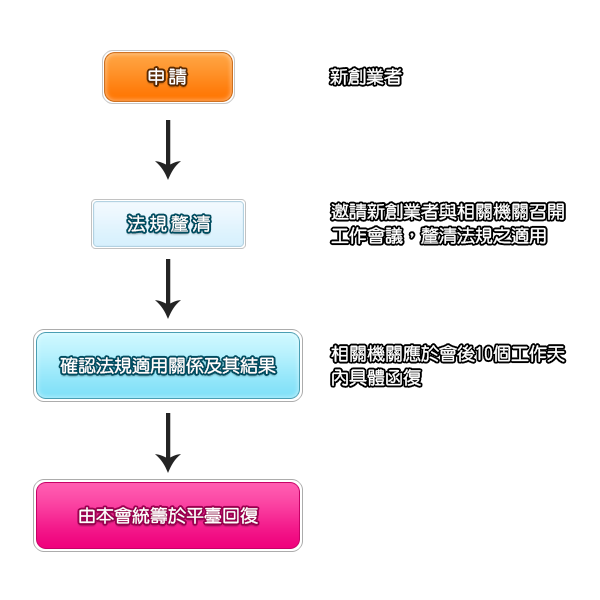 申請
新創業者
法規釐清
邀請新創業者與相關機關召開
工作會議，釐清法規之適用
確認法規適用關係及其結果
相關機關應於會後10個工作天
內具體函復
由本會統籌於平臺回復